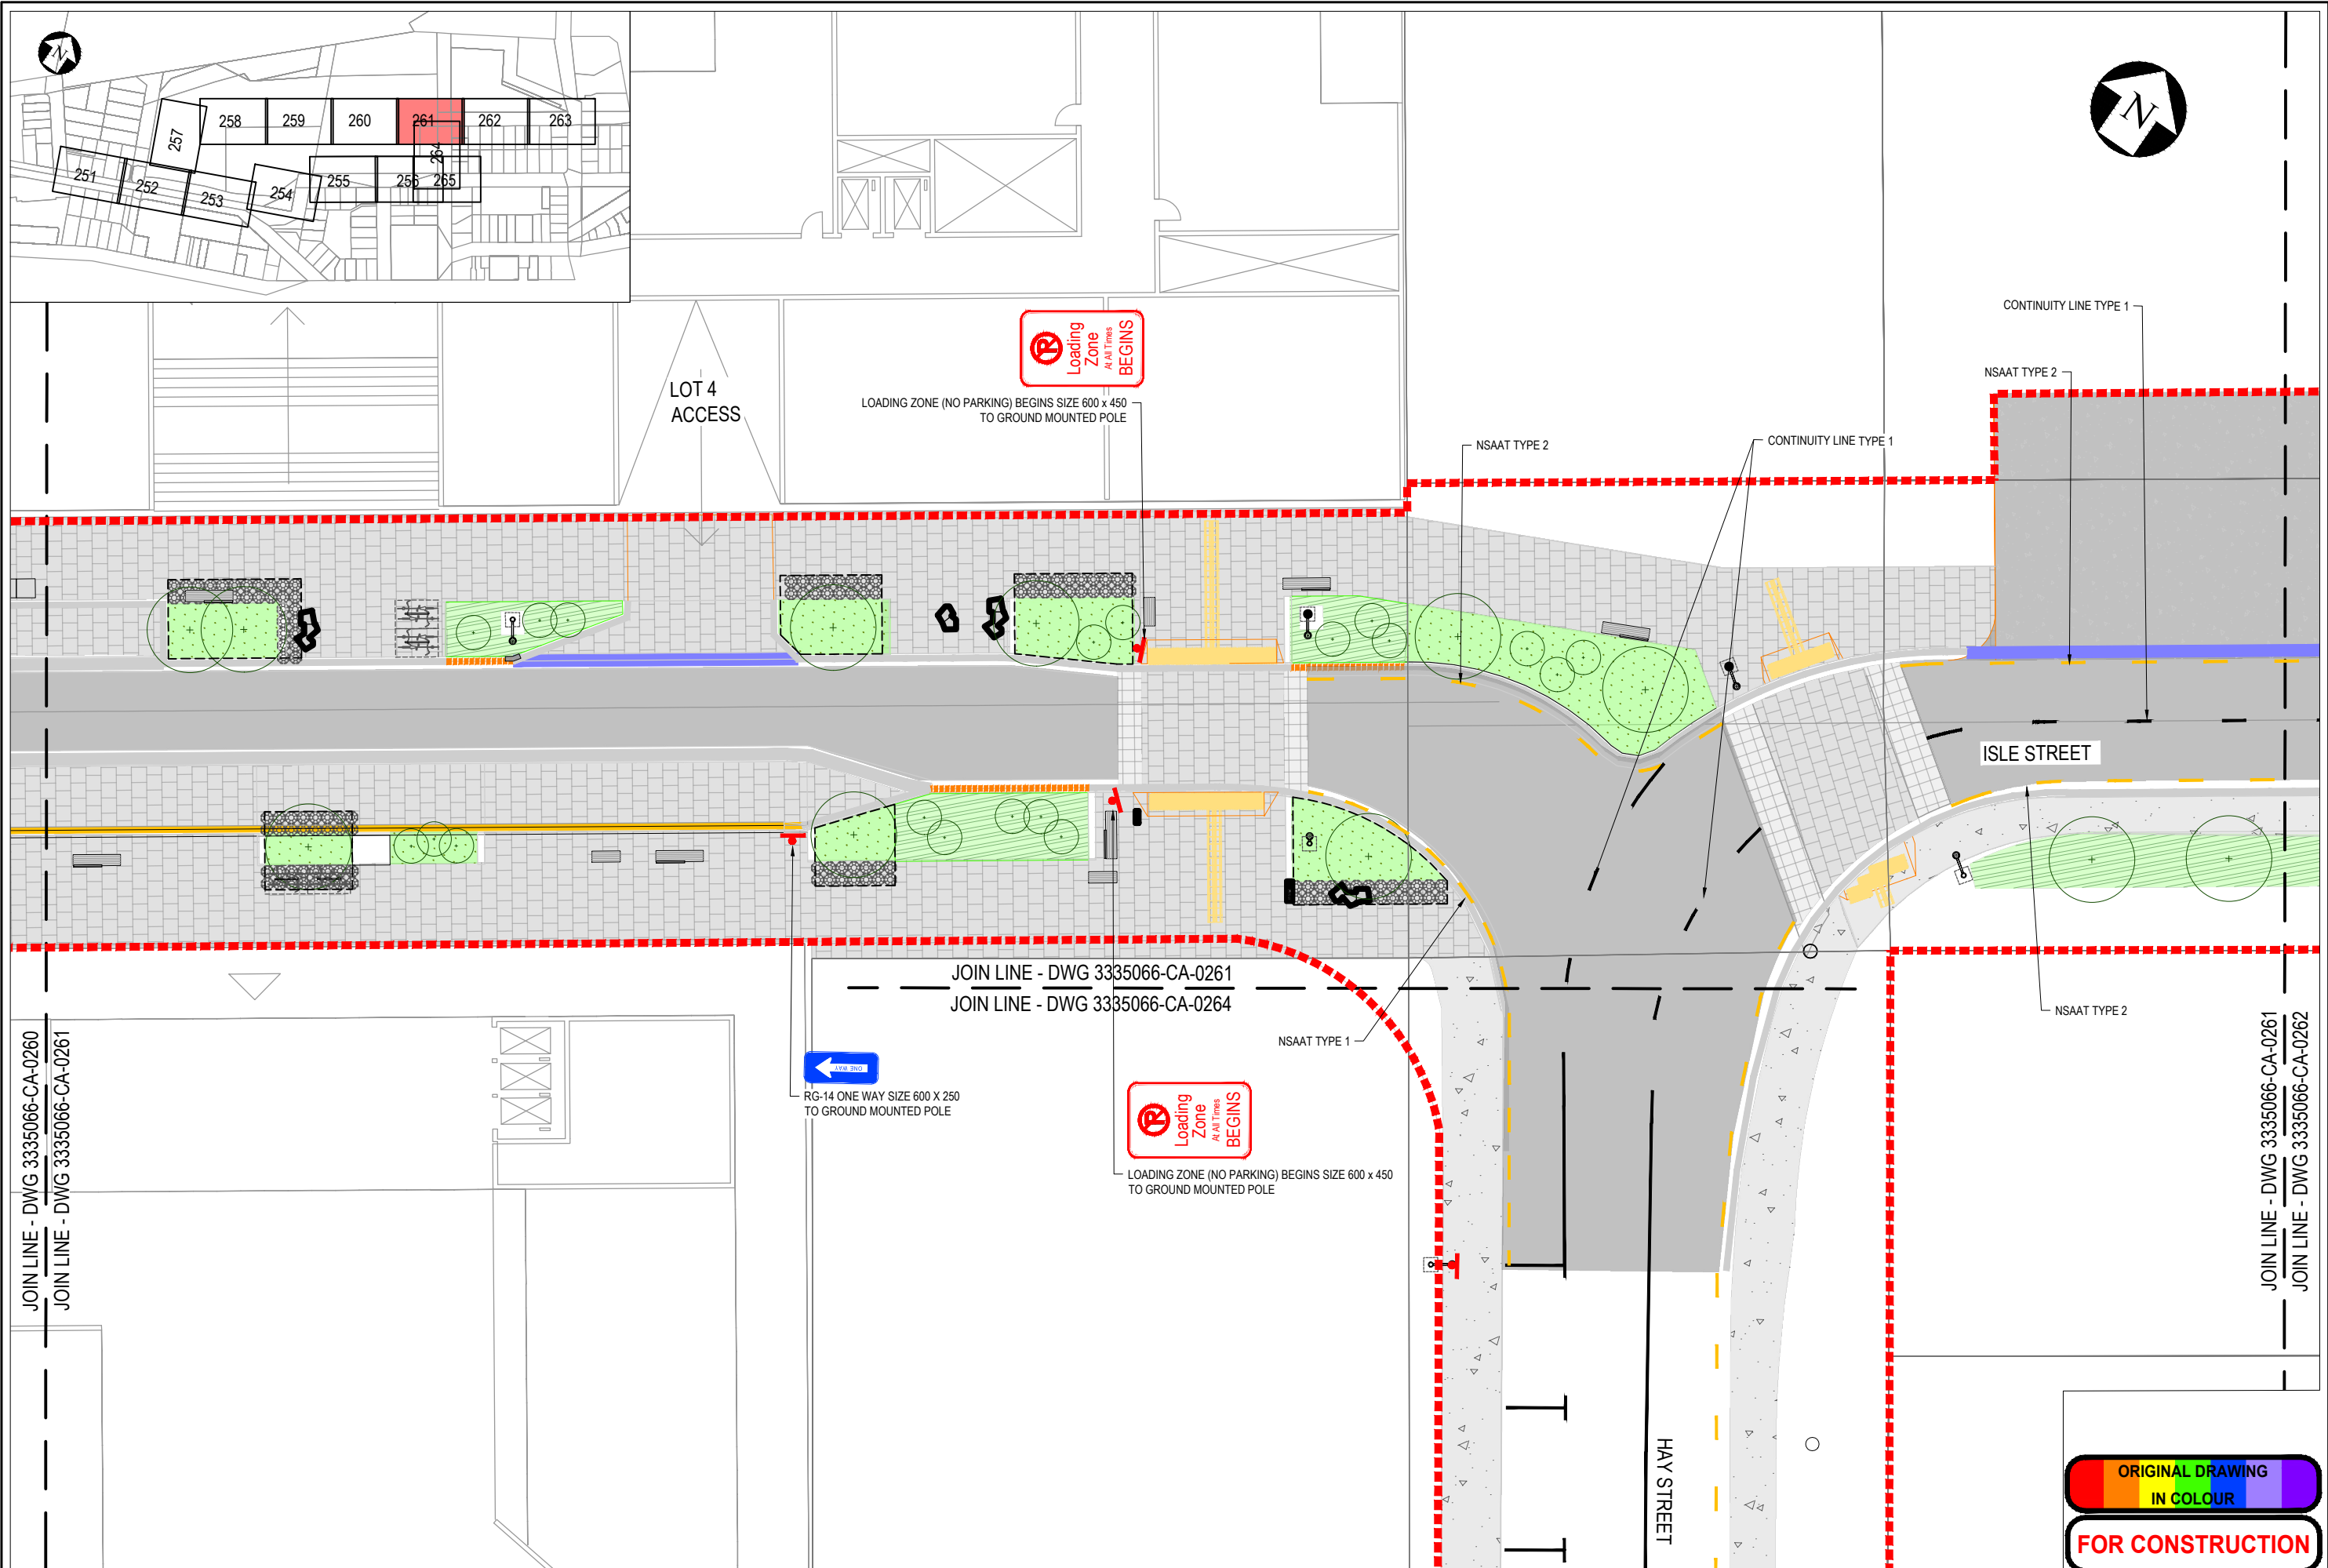 N
258
259
260
261
262
263
257
264
251
252
253
254
255
256
265
N
Loading
Zone
At All Times
BEGINS
LOADING ZONE (NO PARKING) BEGINS SIZE 600 x 450
TO GROUND MOUNTED POLE
LOT 4
ACCESS
CONTINUITY LINE TYPE 1
NSAAT TYPE 2
NSAAT TYPE 2
CONTINUITY LINE TYPE 1
ISLE STREET
JOIN LINE - DWG 3335066-CA-0261
JOIN LINE - DWG 3335066-CA-0264
NSAAT TYPE 1
NSAAT TYPE 2
ONE WAY
RG-14 ONE WAY SIZE 600 X 250
TO GROUND MOUNTED POLE
R
Loading
Zone
At All Times
BEGINS
LOADING ZONE (NO PARKING) BEGINS SIZE 600 x 450
TO GROUND MOUNTED POLE
JOIN LINE - DWG 3335066-CA-0260
JOIN LINE - DWG 3335066-CA-0261
JOIN LINE - DWG 3335066-CA-0261
JOIN LINE - DWG 3335066-CA-0262
HAY STREET
ORIGINAL DRAWING
IN COLOUR
FOR CONSTRUCTION